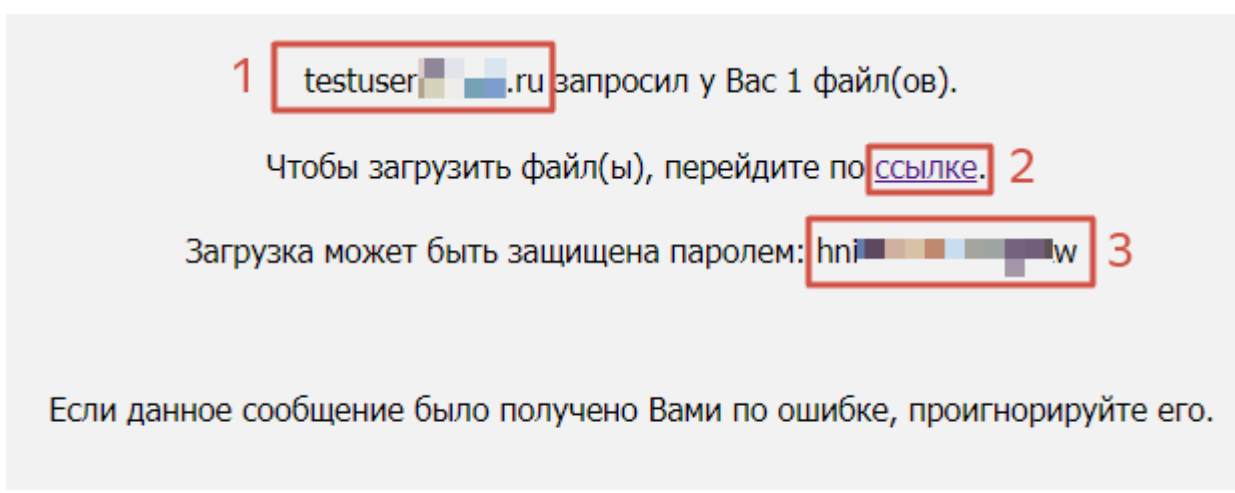 1 testuser .ru запросил у Вас 1 файл(ов).
Чтобы загрузить файл(ы), перейдите по ссылке. 2
Загрузка может быть защищена паролем: hni w 3
Если данное сообщение было получено Вами по ошибке, проигнорируйте его.